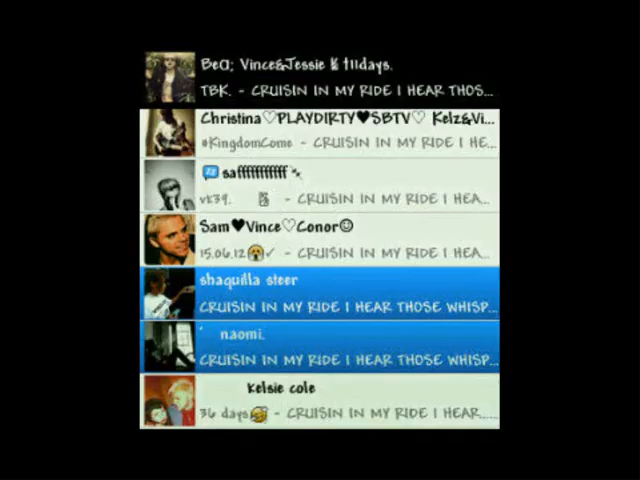 Bea; Vince&Jessie t11days.
TBK. - CRUISIN IN MY RIDE I HEAR THOS...
Christina♡PLAYDIRTY♥SBTV♡ Kelz&Vi...
#KingdomCome - CRUISIN IN MY RIDE I HE...
saffffffffffff
vk39. - CRUISIN IN MY RIDE I HEA...
Sam♥Vince♡Conor☺
15.06.12😭✓ - CRUISIN IN MY RIDE I HEA...
shaquilla steer
CRUISIN IN MY RIDE I HEAR THOSE WHISP...
' naomi.
CRUISIN IN MY RIDE I HEAR THOSE WHISP...
Kelsie cole
36 days - CRUISIN IN MY RIDE I HEAR......